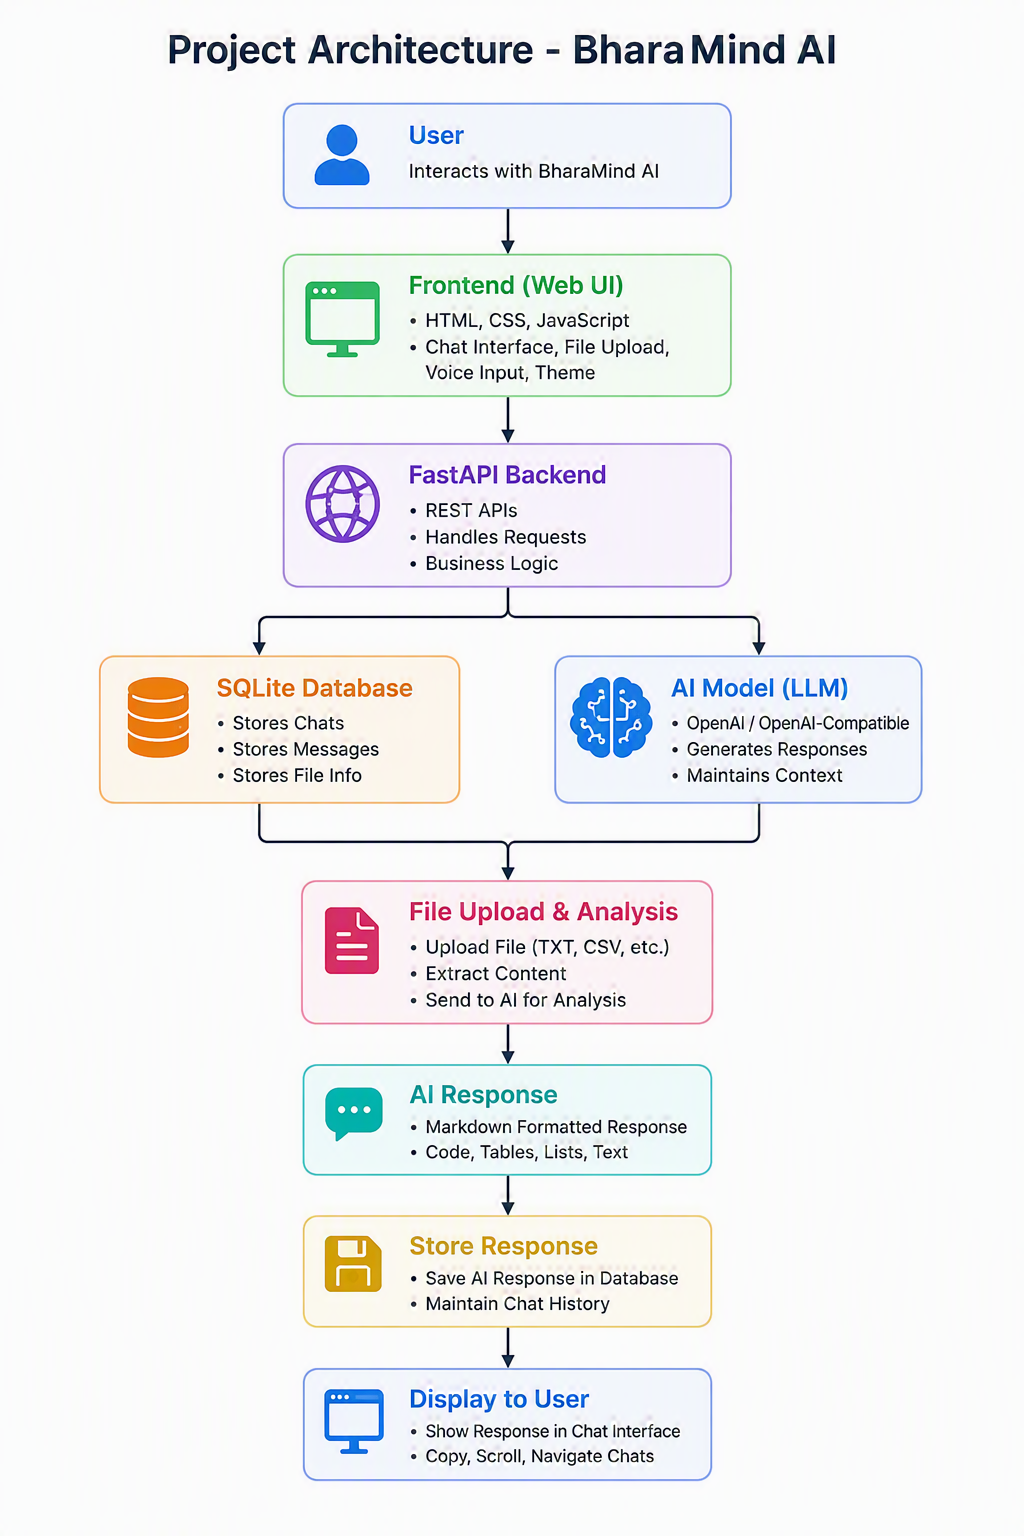 Project Architecture - BharaMind AI
User
Interacts with BharaMind AI
Frontend (Web UI)
• HTML, CSS, JavaScript
• Chat Interface, File Upload,
Voice Input, Theme
FastAPI Backend
• REST APIs
• Handles Requests
• Business Logic
SQLite Database
• Stores Chats
• Stores Messages
• Stores File Info
AI Model (LLM)
• OpenAI / OpenAI-Compatible
• Generates Responses
• Maintains Context
File Upload & Analysis
• Upload File (TXT, CSV, etc.)
• Extract Content
• Send to AI for Analysis
AI Response
• Markdown Formatted Response
• Code, Tables, Lists, Text
Store Response
• Save AI Response in Database
• Maintain Chat History
Display to User
• Show Response in Chat Interface
• Copy, Scroll, Navigate Chats